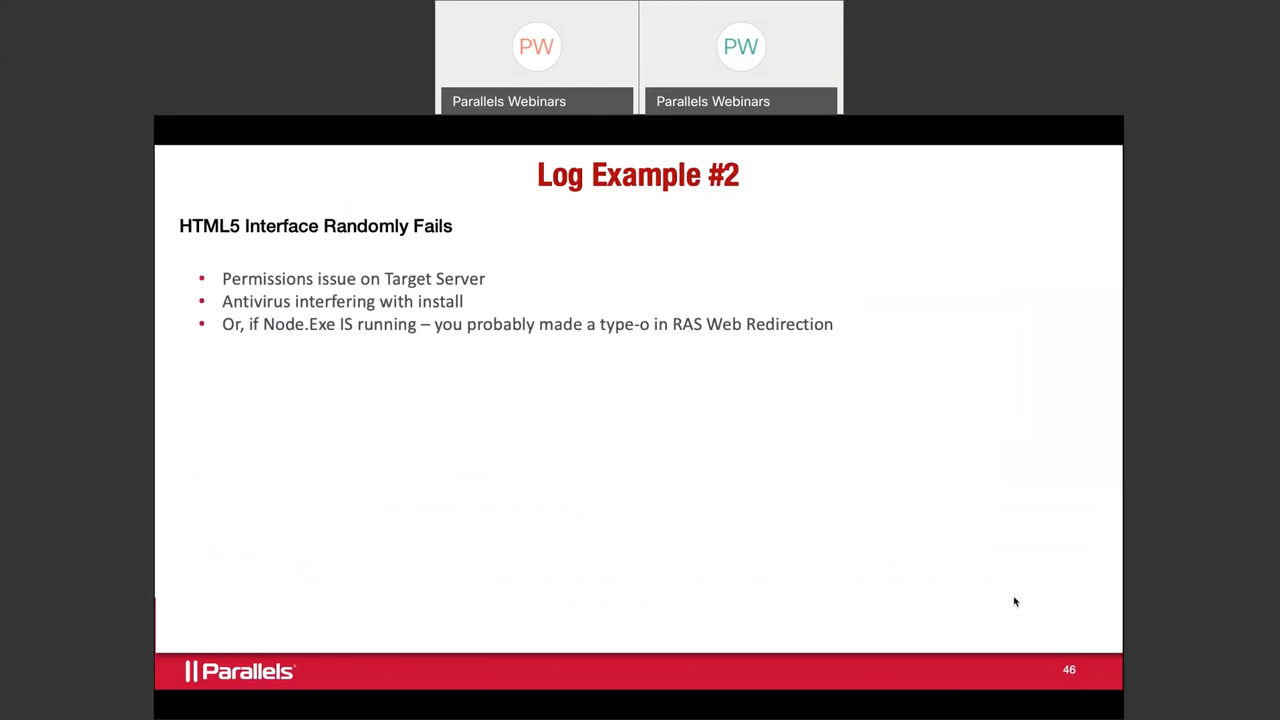 PW
PW
Parallels Webinars
Parallels Webinars
Log Example #2
HTML5 Interface Randomly Fails
• Permissions issue on Target Server
• Antivirus interfering with install
• Or, if Node.Exe IS running – you probably made a type-o in RAS Web Redirection
Parallels®
46